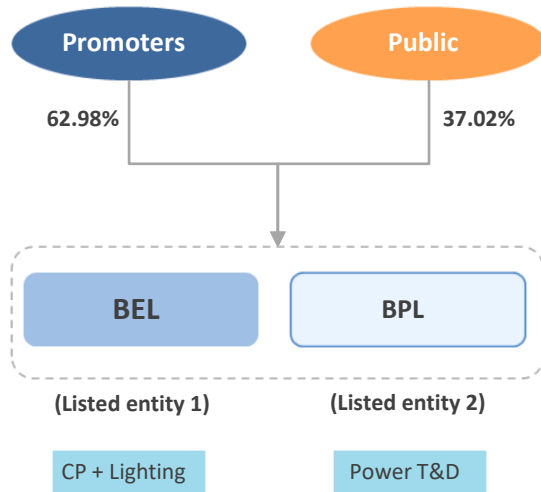 Promoters
Public
62.98%
37.02%
BEL
BPL
(Listed entity 1)
(Listed entity 2)
CP + Lighting
Power T&D